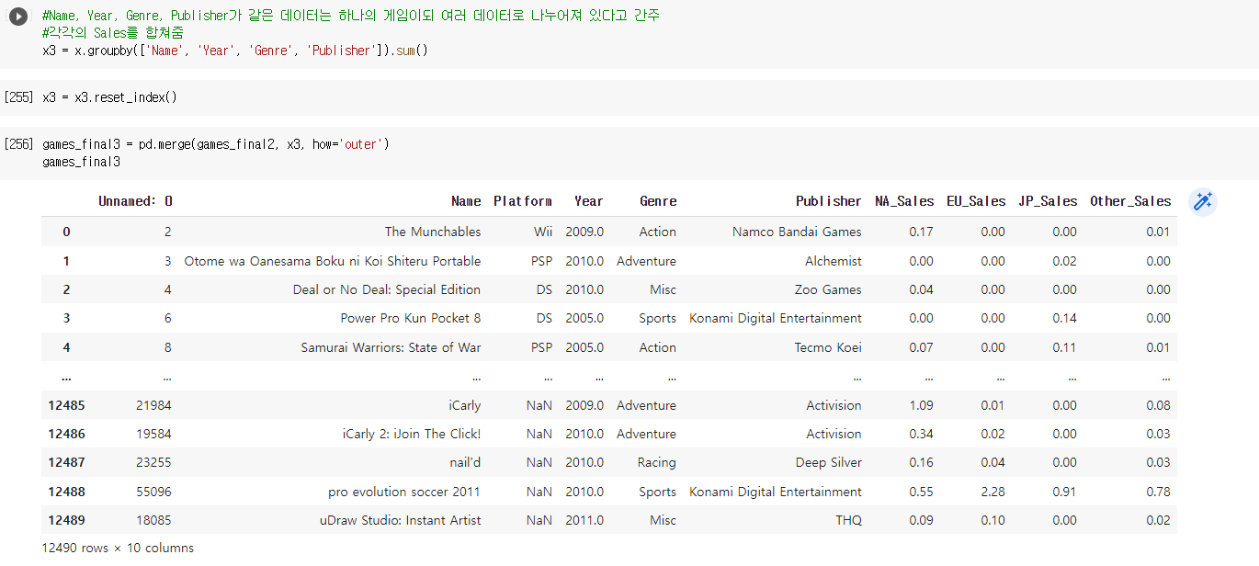 #Name, Year, Genre, Publisher가 같은 데이터는 하나의 게임이되 여러 데이터로 나누어져 있다고 간주
#각각의 Sales를 합쳐줌
x3 = x.groupby(['Name', 'Year', 'Genre', 'Publisher']).sum()
[255] x3 = x3.reset_index()
[256] games_final3 = pd.merge(games_final2, x3, how='outer')
games_final3
Unnamed: 0 Name Platform Year Genre Publisher NA_Sales EU_Sales JP_Sales Other_Sales
0 2 The Munchables Wii 2009.0 Action Namco Bandai Games 0.17 0.00 0.00 0.01
1 3 Otome wa Oanesama Boku ni Koi Shiteru Portable PSP 2010.0 Adventure Alchemist 0.00 0.00 0.02 0.00
2 4 Deal or No Deal: Special Edition DS 2010.0 Misc Zoo Games 0.04 0.00 0.00 0.00
3 6 Power Pro Kun Pocket 8 DS 2005.0 Sports Konami Digital Entertainment 0.00 0.00 0.14 0.00
4 8 Samurai Warriors: State of War PSP 2005.0 Action Tecmo Koei 0.07 0.00 0.11 0.01
... ... ... ... ... ... ... ... ... ... ...
12485 21984 iCarly NaN 2009.0 Adventure Activision 1.09 0.01 0.00 0.08
12486 19584 iCarly 2: iJoin The Click! NaN 2010.0 Adventure Activision 0.34 0.02 0.00 0.03
12487 23255 nail'd NaN 2010.0 Racing Deep Silver 0.16 0.04 0.00 0.03
12488 55096 pro evolution soccer 2011 NaN 2010.0 Sports Konami Digital Entertainment 0.55 2.28 0.91 0.78
12489 18085 uDraw Studio: Instant Artist NaN 2011.0 Misc THQ 0.09 0.10 0.00 0.02
12490 rows × 10 columns